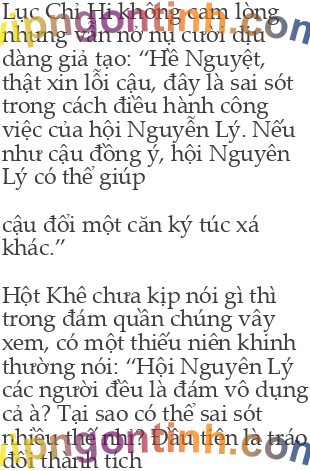 Lục Chỉ Hi không cam lòng
nhưng vẫn nở nụ cười dịu
dàng giả tạo: “Hề Nguyệt,
thật xin lỗi cậu, đây là sai sót
trong cách điều hành công
việc của hội Nguyễn Lý. Nếu
như cậu đồng ý, hội Nguyên
Lý có thể giúp
cậu đổi một căn ký túc xá
khác.”
Hột Khê chưa kịp nói gì thì
trong đám quần chúng vây
xem, có một thiếu niên khinh
thường nói: “Hội Nguyên Lý
các người đều là đám vô dụng
cả à? Tại sao có thể sai sót
nhiều thế nhỉ? Đầu tiên là tráo
đổi thành tích
vipngontinh.com
vipngontinh.com